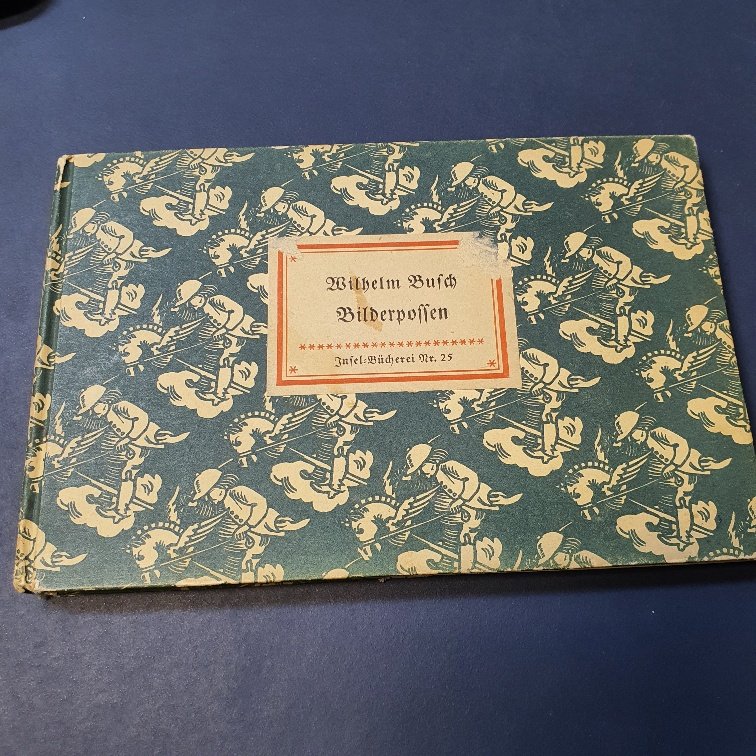 Wilhelm Buſch
Bilderpoſſen
Inſel-Bücherei Nr. 25